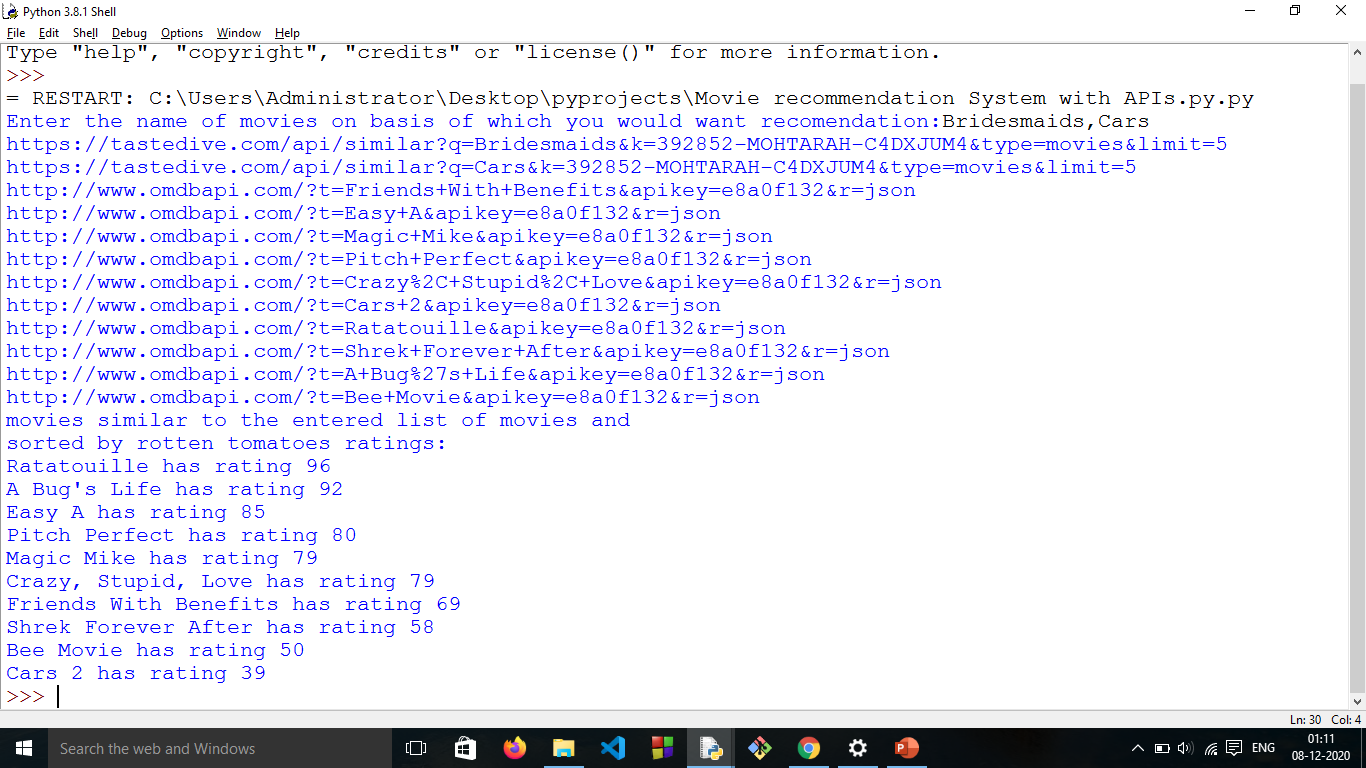 Python 3.8.1 Shell
File Edit Shell Debug Options Window Help
Type "help", "copyright", "credits" or "license()" for more information.
>>>
= RESTART: C:\Users\Administrator\Desktop\pyprojects\Movie recommendation System with APIs.py.py
Enter the name of movies on basis of which you would want recomendation:Bridesmaids,Cars
https://tastedive.com/api/similar?q=Bridesmaids&k=392852-MOHTARAH-C4DXJUM4&type=movies&limit=5
https://tastedive.com/api/similar?q=Cars&k=392852-MOHTARAH-C4DXJUM4&type=movies&limit=5
http://www.omdbapi.com/?t=Friends+With+Benefits&apikey=e8a0f132&r=json
http://www.omdbapi.com/?t=Easy+A&apikey=e8a0f132&r=json
http://www.omdbapi.com/?t=Magic+Mike&apikey=e8a0f132&r=json
http://www.omdbapi.com/?t=Pitch+Perfect&apikey=e8a0f132&r=json
http://www.omdbapi.com/?t=Crazy%2C+Stupid%2C+Love&apikey=e8a0f132&r=json
http://www.omdbapi.com/?t=Cars+2&apikey=e8a0f132&r=json
http://www.omdbapi.com/?t=Ratatouille&apikey=e8a0f132&r=json
http://www.omdbapi.com/?t=Shrek+Forever+After&apikey=e8a0f132&r=json
http://www.omdbapi.com/?t=A+Bug%27s+Life&apikey=e8a0f132&r=json
http://www.omdbapi.com/?t=Bee+Movie&apikey=e8a0f132&r=json
movies similar to the entered list of movies and
sorted by rotten tomatoes ratings:
Ratatouille has rating 96
A Bug's Life has rating 92
Easy A has rating 85
Pitch Perfect has rating 80
Magic Mike has rating 79
Crazy, Stupid, Love has rating 79
Friends With Benefits has rating 69
Shrek Forever After has rating 58
Bee Movie has rating 50
Cars 2 has rating 39
>>>
Ln: 30 Col: 4
Search the web and Windows
ENG
01:11
08-12-2020